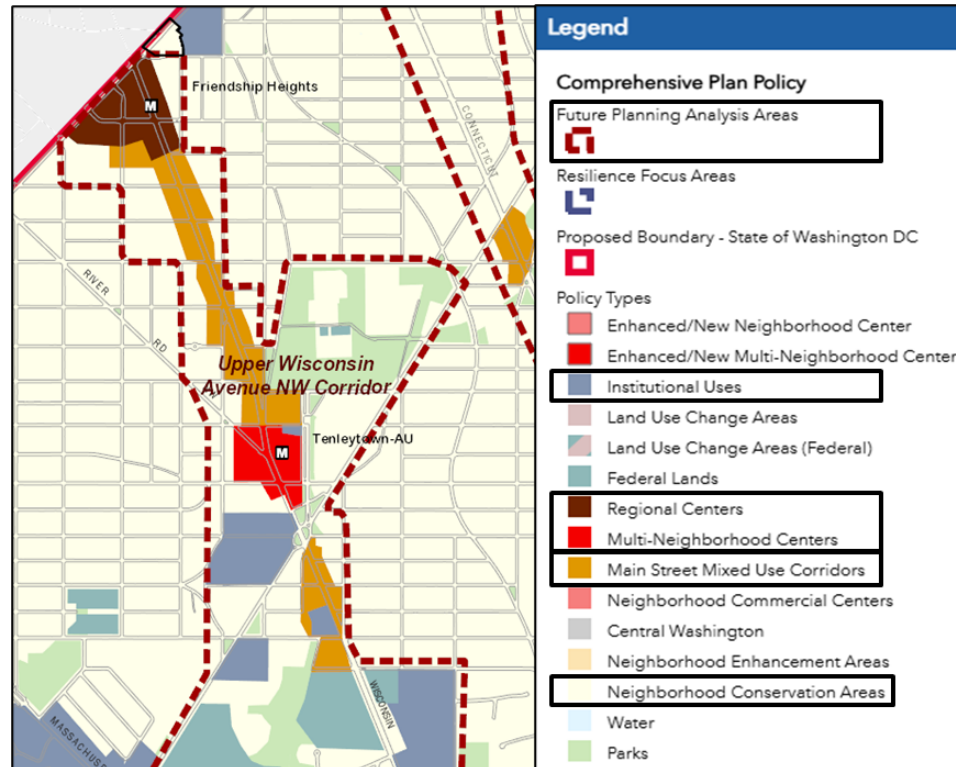 Friendship Heights
M
CONNECTICUT
RIVER
RD
Upper Wisconsin
Avenue NW Corridor
Tenleytown-AU
M
WISCONSIN
MASSACHUS
Legend
Comprehensive Plan Policy
Future Planning Analysis Areas
Resilience Focus Areas
Proposed Boundary - State of Washington DC
Policy Types
Enhanced/New Neighborhood Center
Enhanced/New Multi-Neighborhood Center
Institutional Uses
Land Use Change Areas
Land Use Change Areas (Federal)
Federal Lands
Regional Centers
Multi-Neighborhood Centers
Main Street Mixed Use Corridors
Neighborhood Commercial Centers
Central Washington
Neighborhood Enhancement Areas
Neighborhood Conservation Areas
Water
Parks